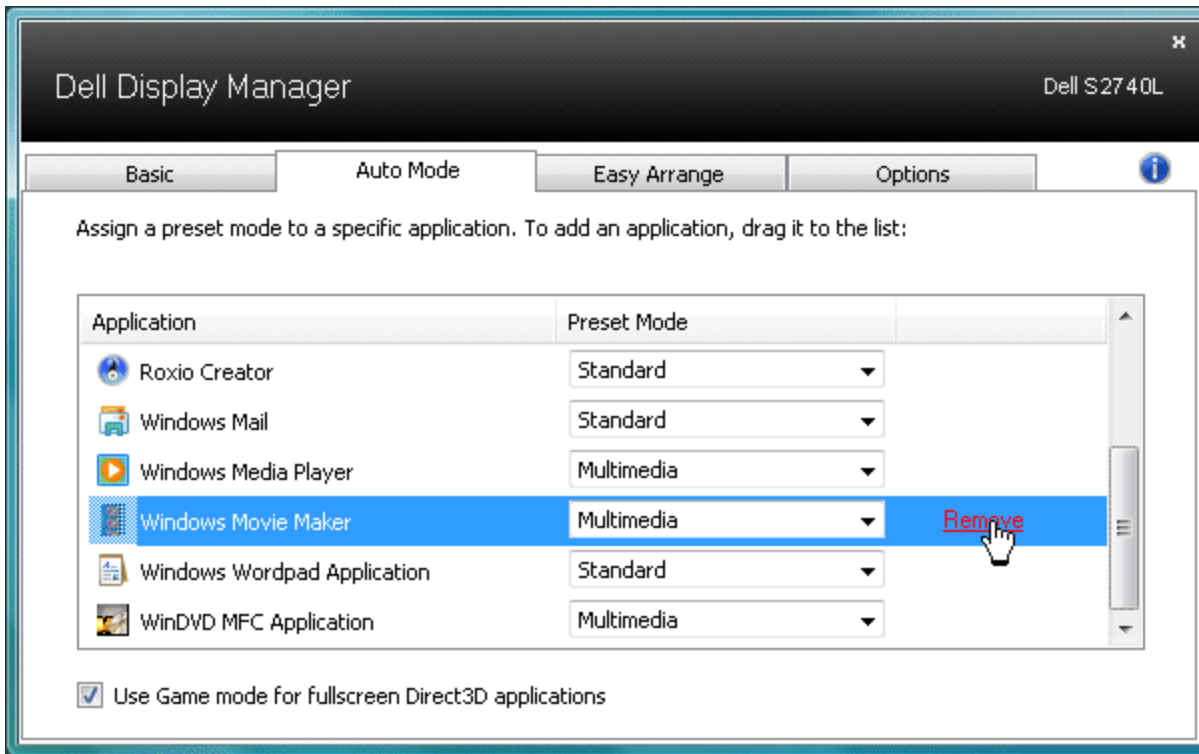 x
Dell Display Manager
Dell S2740L
Basic
Auto Mode
Easy Arrange
Options
i
Assign a preset mode to a specific application. To add an application, drag it to the list:
Application Preset Mode
Roxio Creator Standard
Windows Mail Standard
Windows Media Player Multimedia
Windows Movie Maker Multimedia Remove
Windows Wordpad Application Standard
WinDVD MFC Application Multimedia
Use Game mode for fullscreen Direct3D applications